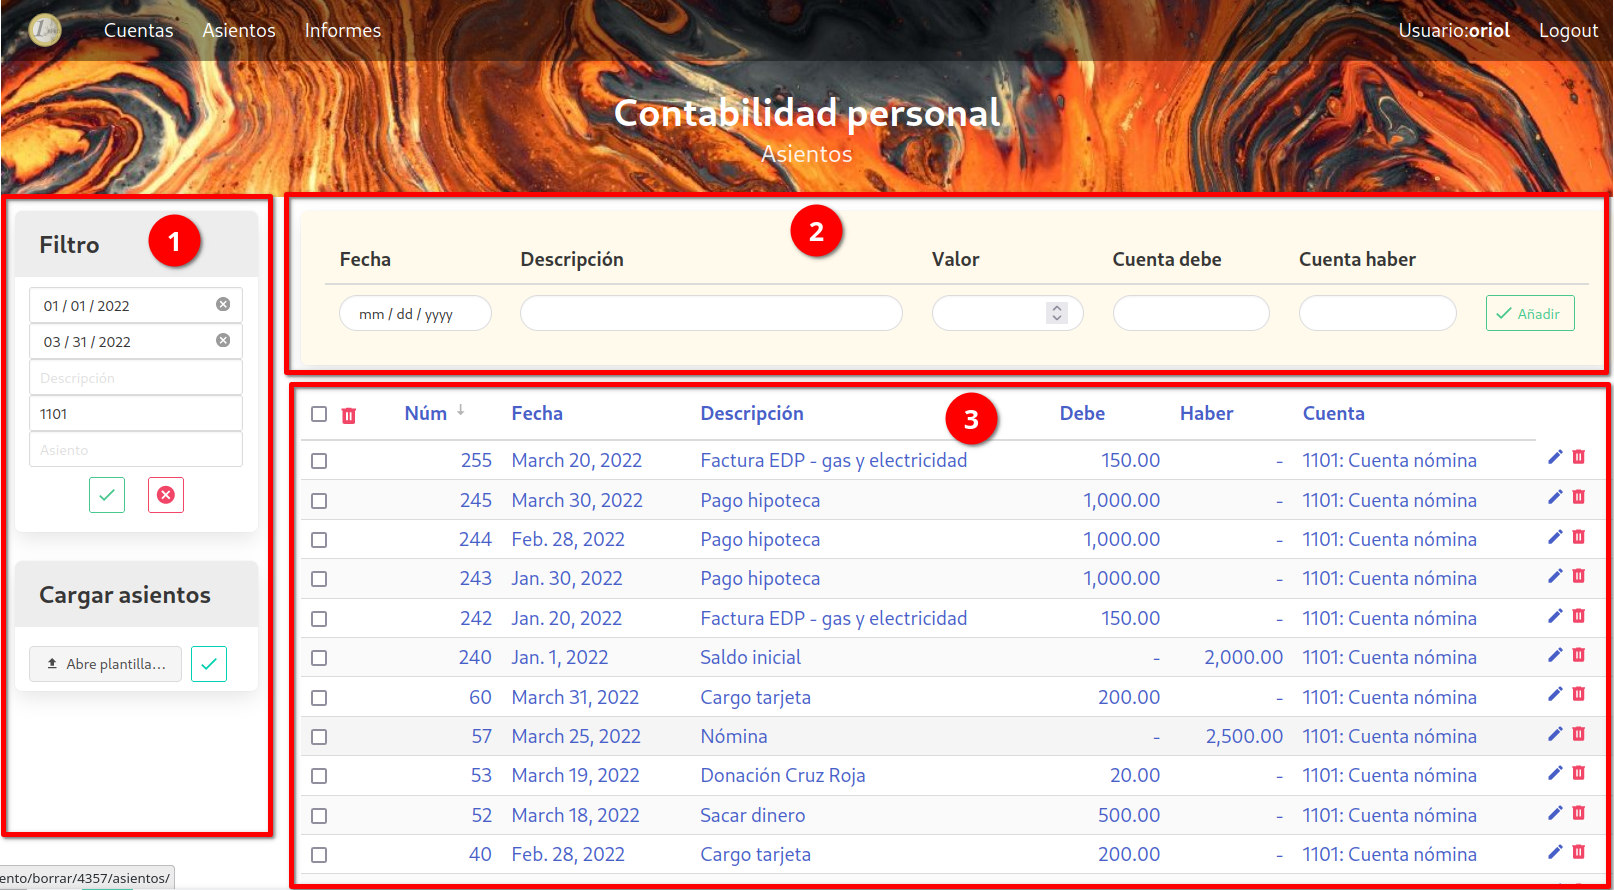 Cuentas Asientos Informes Usuario:oriol Logout
Contabilidad personal
Asientos
Filtro 1
01 / 01 / 2022
03 / 31 / 2022
Descripción
1101
Asiento
Cargar asientos
Abre plantilla...
2
Fecha Descripción Valor Cuenta debe Cuenta haber
mm / dd / yyyy Añadir
3
Núm Fecha Descripción Debe Haber Cuenta
255 March 20, 2022 Factura EDP - gas y electricidad 150.00 - 1101: Cuenta nómina
245 March 30, 2022 Pago hipoteca 1,000.00 - 1101: Cuenta nómina
244 Feb. 28, 2022 Pago hipoteca 1,000.00 - 1101: Cuenta nómina
243 Jan. 30, 2022 Pago hipoteca 1,000.00 - 1101: Cuenta nómina
242 Jan. 20, 2022 Factura EDP - gas y electricidad 150.00 - 1101: Cuenta nómina
240 Jan. 1, 2022 Saldo inicial - 2,000.00 1101: Cuenta nómina
60 March 31, 2022 Cargo tarjeta 200.00 - 1101: Cuenta nómina
57 March 25, 2022 Nómina - 2,500.00 1101: Cuenta nómina
53 March 19, 2022 Donación Cruz Roja 20.00 - 1101: Cuenta nómina
52 March 18, 2022 Sacar dinero 500.00 - 1101: Cuenta nómina
40 Feb. 28, 2022 Cargo tarjeta 200.00 - 1101: Cuenta nómina
ento/borrar/4357/asientos/